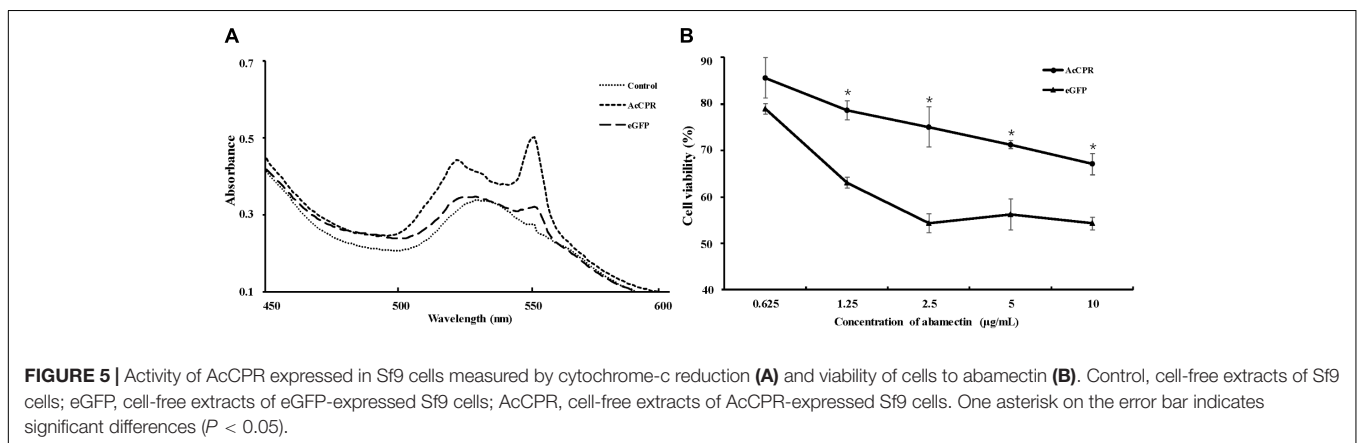 A
0.7
0.5
0.3
0.1
Absorbance
450
500
550
600
Wavelength (nm)
Control
AcCPR
eGFP
B
90
80
70
60
50
40
Cell viability (%)
*
*
*
*
0.625
1.25
2.5
5
10
Concentration of abamectin (µg/mL)
AcCPR
eGFP
FIGURE 5 | Activity of AcCPR expressed in Sf9 cells measured by cytochrome-c reduction (A) and viability of cells to abamectin (B). Control, cell-free extracts of Sf9
cells; eGFP, cell-free extracts of eGFP-expressed Sf9 cells; AcCPR, cell-free extracts of AcCPR-expressed Sf9 cells. One asterisk on the error bar indicates
significant differences (P < 0.05).